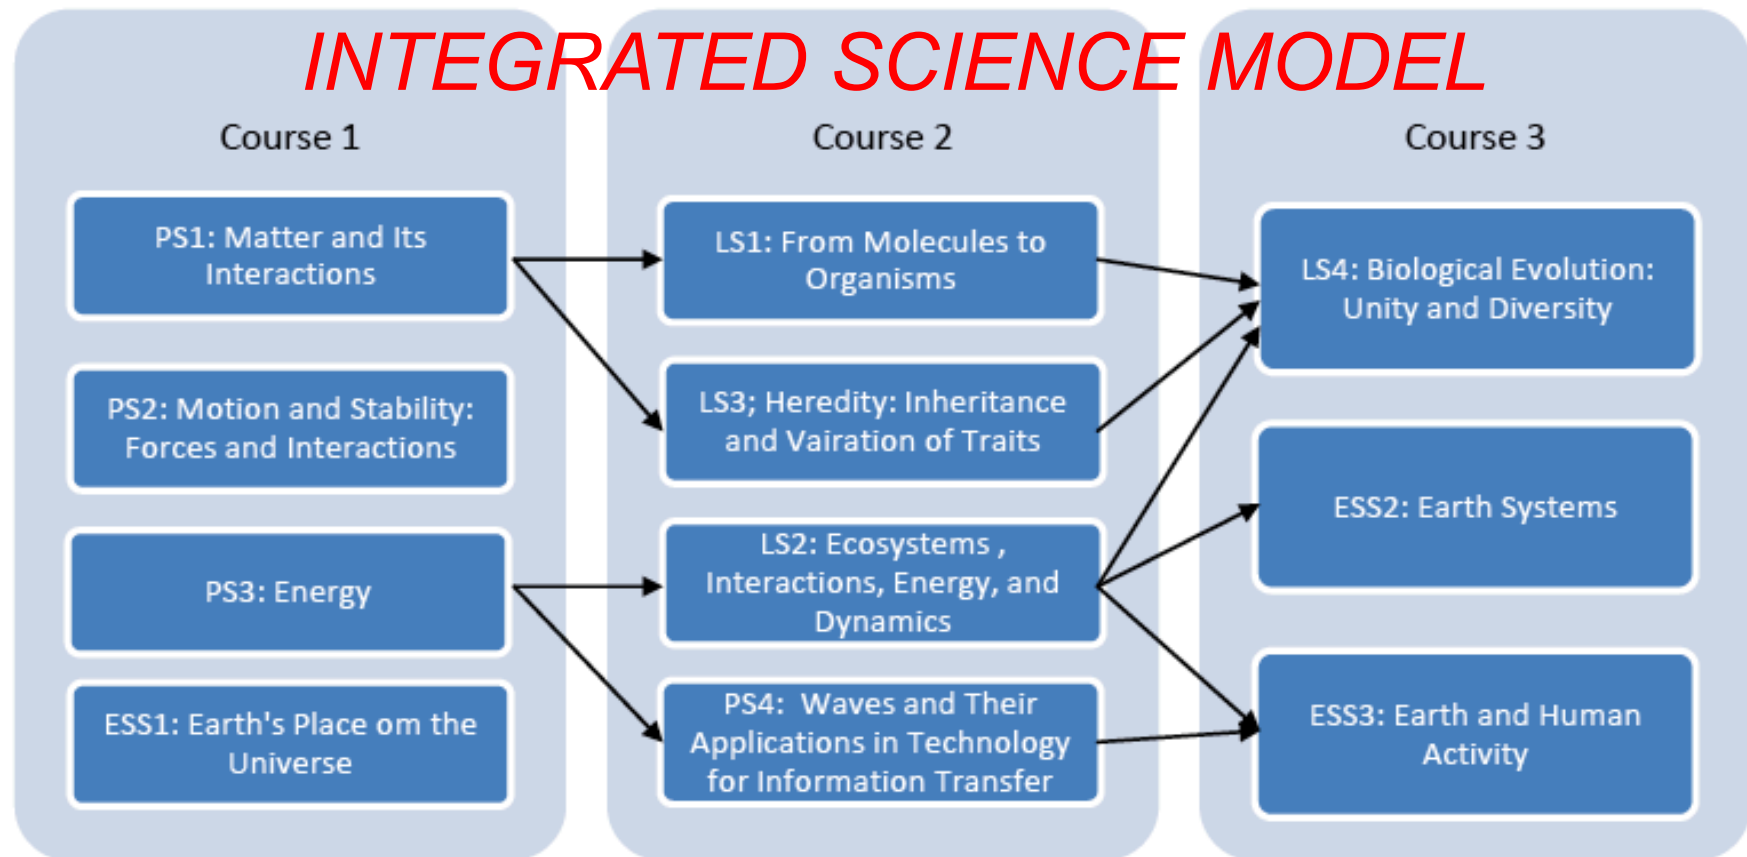 INTEGRATED SCIENCE MODEL
Course 1
PS1: Matter and Its
Interactions
PS2: Motion and Stability:
Forces and Interactions
PS3: Energy
ESS1: Earth's Place om the
Universe
Course 2
LS1: From Molecules to
Organisms
LS3; Heredity: Inheritance
and Vairation of Traits
LS2: Ecosystems ,
Interactions, Energy, and
Dynamics
PS4:  Waves and Their
Applications in Technology
for Information Transfer
Course 3
LS4: Biological Evolution:
Unity and Diversity
ESS2: Earth Systems
ESS3: Earth and Human
Activity